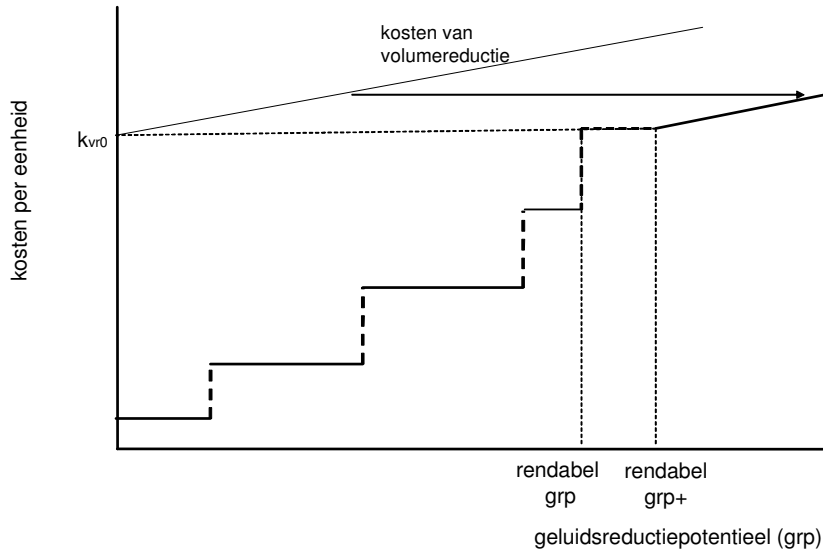 kosten van
volumereductie
kvr0
kosten per eenheid
rendabel
grp
rendabel
grp+
geluidsreductiepotentieel (grp)